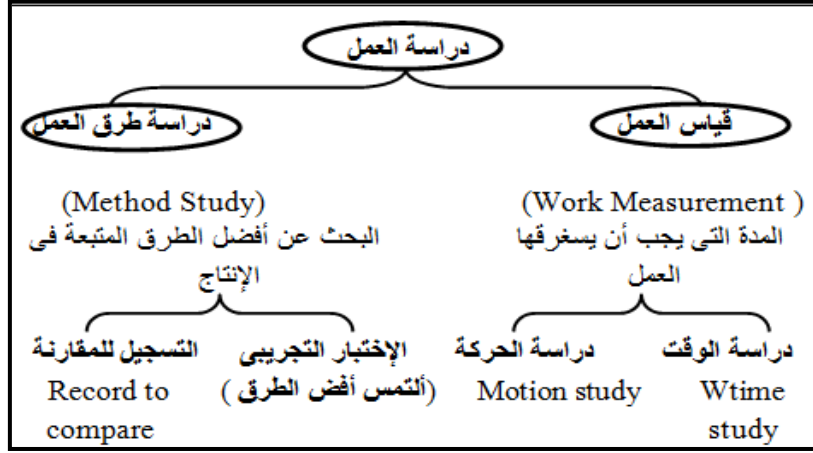 دراسة العمل
قياس العمل
دراسة طرق العمل
(Work Measurement )
المدة التى يجب أن يسغرقها
العمل
(Method Study)
البحث عن أفضل الطرق المتبعة فى
الإنتاج
دراسة الوقت
Wtime
study
دراسة الحركة
Motion study
الإختبار التجريبى
(ألتمس أفض الطرق )
التسجيل للمقارنة
Record to
compare